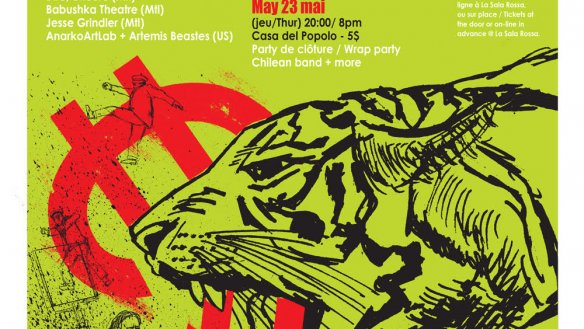 Babushka Theatre (Mtl)
Jesse Grindler (Mtl)
AnarkoArtLab + Artemis Beastes (US)
May 23 mai
(jeu/Thur) 20:00/ 8pm
Casa del Popolo - 5$
Party de clôture / Wrap party
Chilean band + more
ligne à La Sala Rossa,
ou sur place / Tickets at
the door or on-line in
advance @ La Sala Rossa.